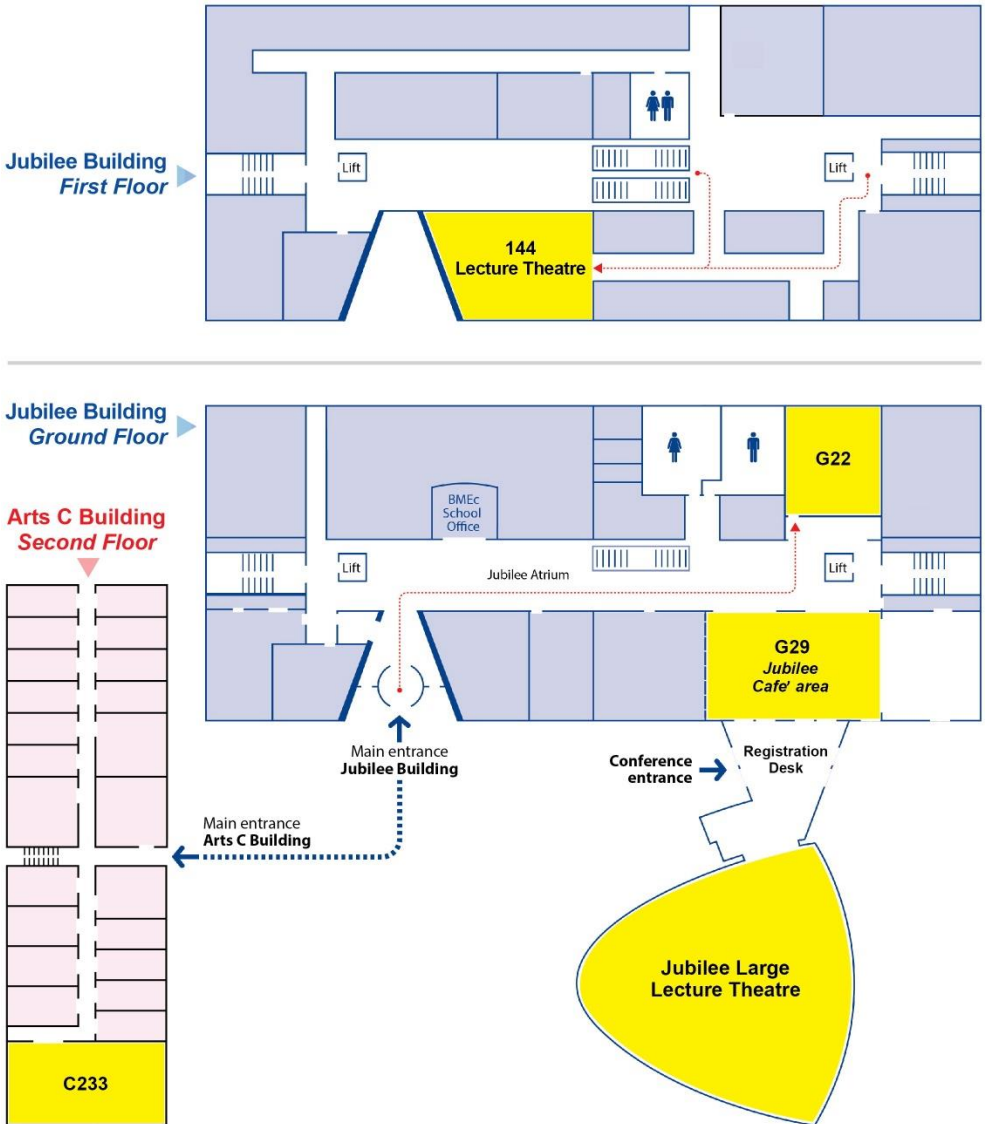 Jubilee Building
First Floor
Lift
144
Lecture Theatre
Lift
Jubilee Building
Ground Floor
Arts C Building
Second Floor
BMEc
School
Office
G22
Lift
Jubilee Atrium
Lift
G29
Jubilee
Cafe' area
Main entrance
Jubilee Building
Conference
entrance
Registration
Desk
Main entrance
Arts C Building
Jubilee Large
Lecture Theatre
C233